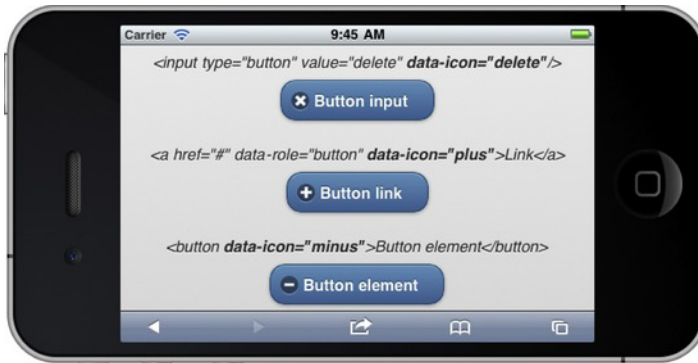 Carrier 9:45 AM
<input type="button" value="delete" data-icon="delete"/>
Button input
<a href="#" data-role="button" data-icon="plus">Link</a>
Button link
<button data-icon="minus">Button element</button>
Button element